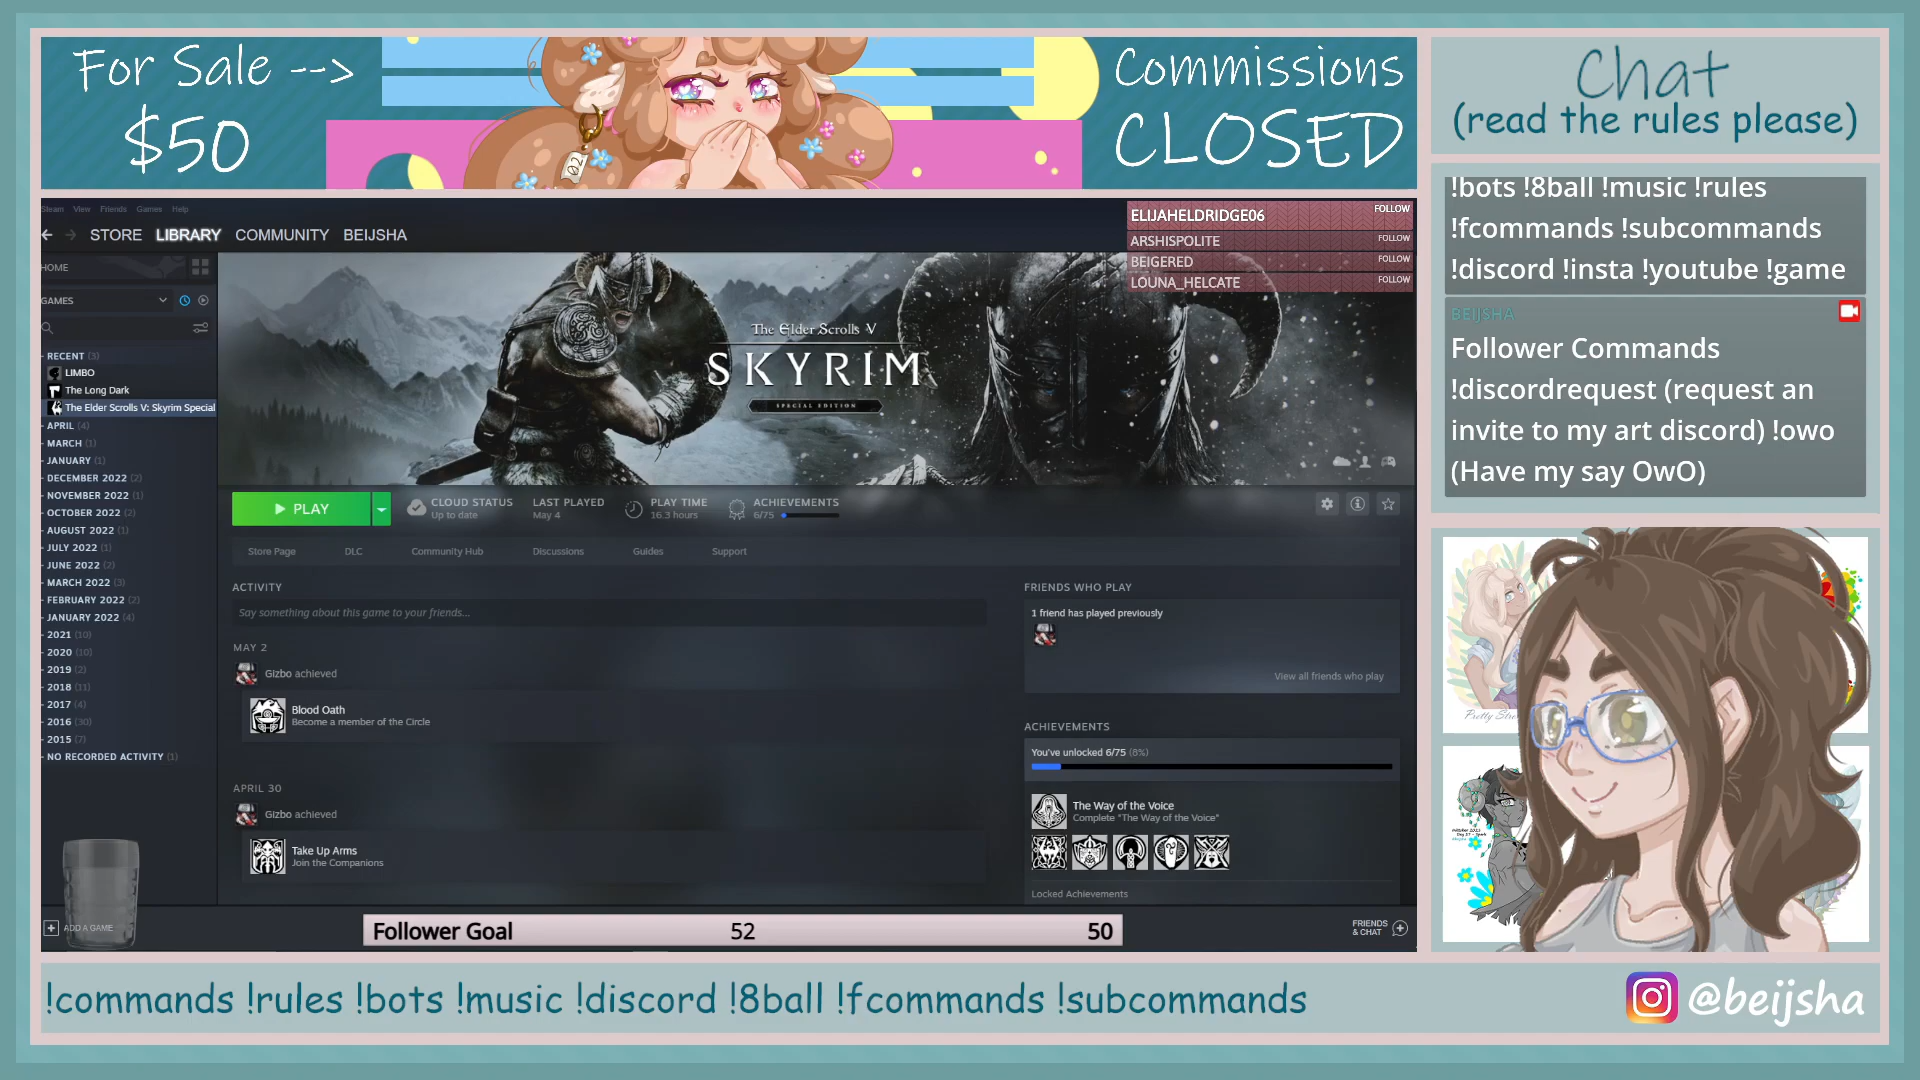 For Sale -->
$50
Commissions
CLOSED
Chat
(read the rules please)
!bots !8ball !music !rules
!fcommands !subcommands
!discord !insta !youtube !game
BEIJSHA
Follower Commands
!discordrequest (request an
invite to my art discord) !owo
(Have my say OwO)
Steam View Friends Games Help
STORE LIBRARY COMMUNITY BEIJSHA
ELIJAHELDRIDGE06 FOLLOW
ARSHISPOLITE FOLLOW
BEIGERED FOLLOW
LOUNA_HELCATE FOLLOW
HOME
GAMES
- RECENT (3)
LIMBO
The Long Dark
The Elder Scrolls V: Skyrim Special
- APRIL (4)
- MARCH (1)
- JANUARY (1)
- DECEMBER 2022 (2)
- NOVEMBER 2022 (1)
- OCTOBER 2022 (2)
- AUGUST 2022 (1)
- JULY 2022 (1)
- JUNE 2022 (2)
- MARCH 2022 (3)
- FEBRUARY 2022 (2)
- JANUARY 2022 (4)
- 2021 (10)
- 2020 (10)
- 2019 (2)
- 2018 (11)
- 2017 (4)
- 2016 (30)
- 2015 (7)
- NO RECORDED ACTIVITY (1)
+ ADD A GAME
The Elder Scrolls V
SKYRIM
SPECIAL EDITION
PLAY
CLOUD STATUS
Up to date
LAST PLAYED
May 4
PLAY TIME
16.3 hours
ACHIEVEMENTS
6/75
Store Page DLC Community Hub Discussions Guides Support
ACTIVITY
Say something about this game to your friends...
MAY 2
Gizbo achieved
Blood Oath
Become a member of the Circle
APRIL 30
Gizbo achieved
Take Up Arms
Join the Companions
FRIENDS WHO PLAY
1 friend has played previously
View all friends who play
ACHIEVEMENTS
You've unlocked 6/75 (8%)
The Way of the Voice
Complete "The Way of the Voice"
Locked Achievements
FRIENDS
& CHAT
Follower Goal 52 50
02
!commands !rules !bots !music !discord !8ball !fcommands !subcommands
@beijsha